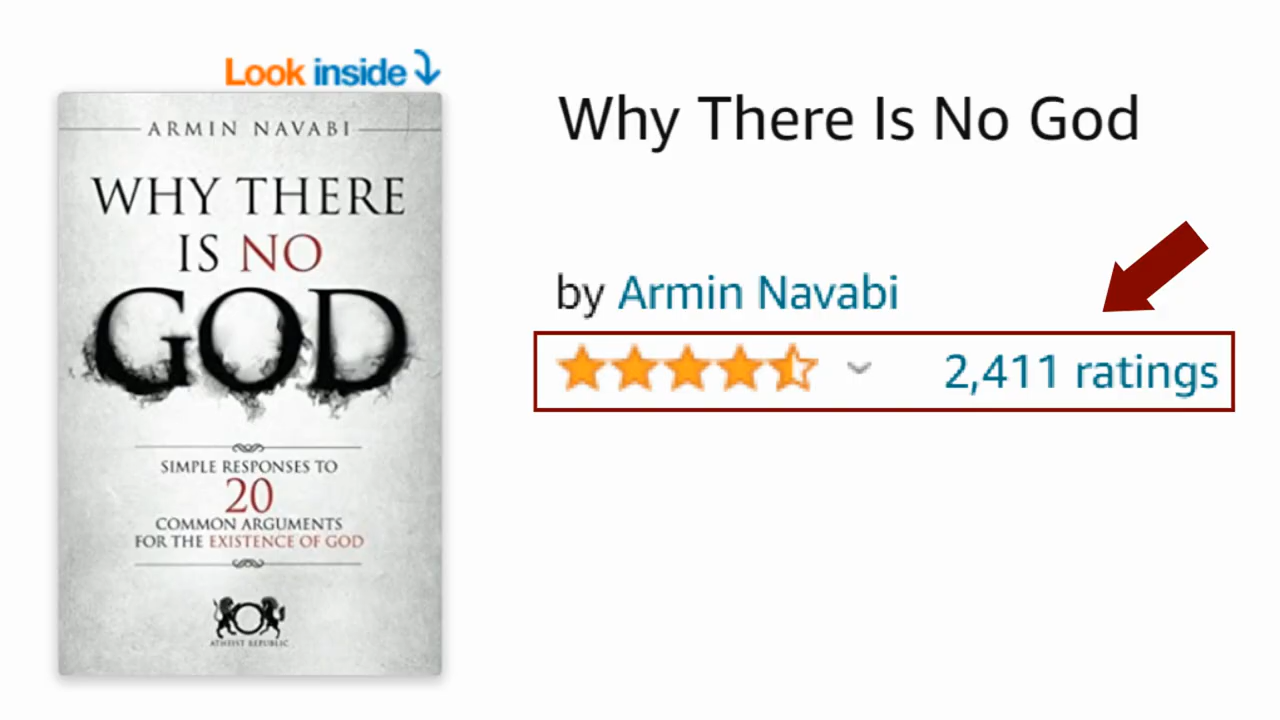 Look inside
ARMIN NAVABI
WHY THERE
IS NO
GOD
SIMPLE RESPONSES TO
20
COMMON ARGUMENTS
FOR THE EXISTENCE OF GOD
ATHEIST REPUBLIC
Why There Is No God
by Armin Navabi
2,411 ratings